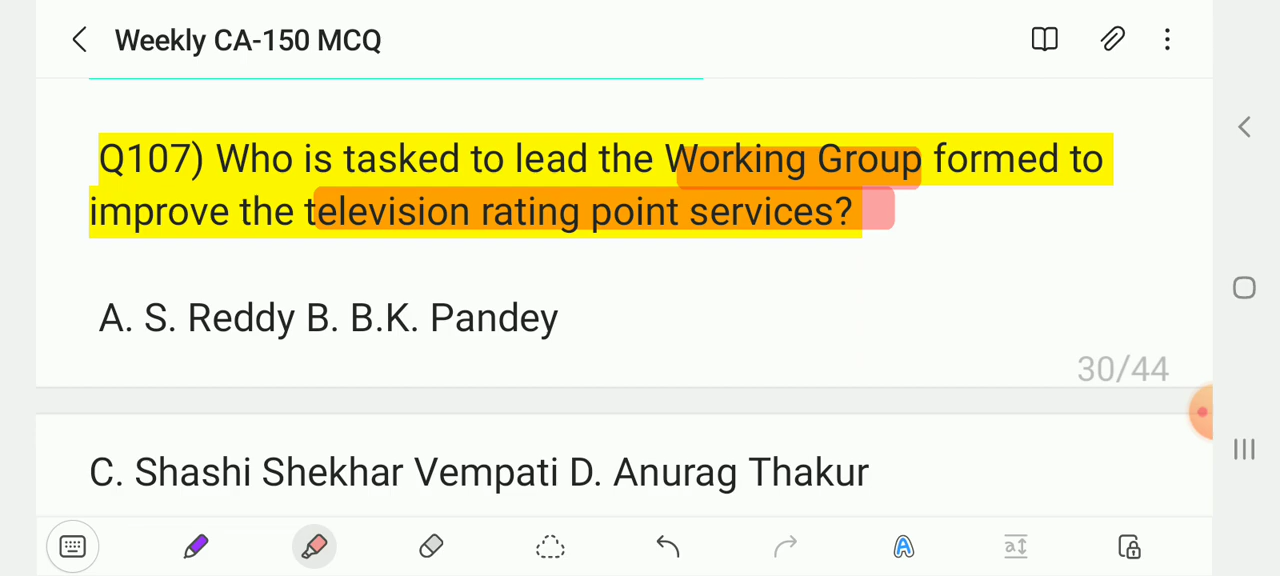 Weekly CA-150 MCQ
Q107) Who is tasked to lead the Working Group formed to
improve the television rating point services?
A. S. Reddy B. B.K. Pandey
30/44
C. Shashi Shekhar Vempati D. Anurag Thakur
A
a